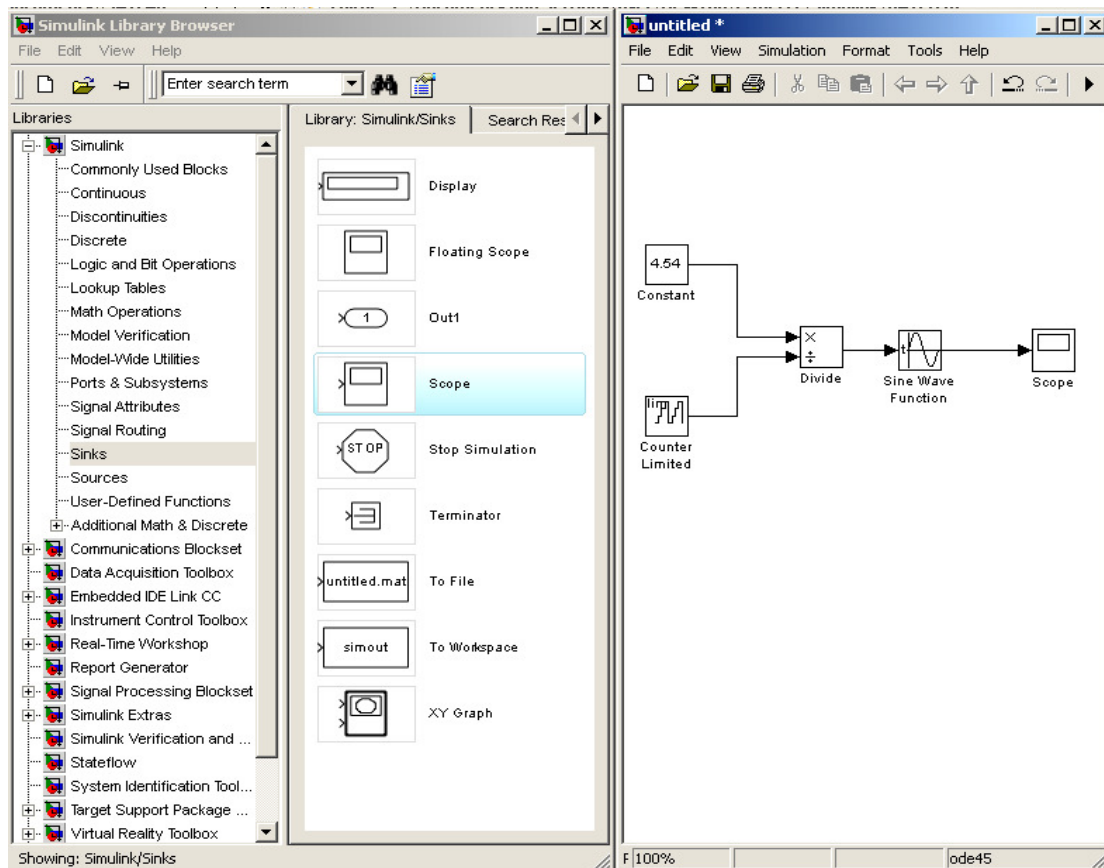 Simulink Library Browser
File Edit View Help
Enter search term
Libraries
Simulink
Commonly Used Blocks
Continuous
Discontinuities
Discrete
Logic and Bit Operations
Lookup Tables
Math Operations
Model Verification
Model-Wide Utilities
Ports & Subsystems
Signal Attributes
Signal Routing
Sinks
Sources
User-Defined Functions
Additional Math & Discrete
Communications Blockset
Data Acquisition Toolbox
Embedded IDE Link CC
Instrument Control Toolbox
Real-Time Workshop
Report Generator
Signal Processing Blockset
Simulink Extras
Simulink Verification and ...
Stateflow
System Identification Tool...
Target Support Package ...
Virtual Reality Toolbox
Showing: Simulink/Sinks
Library: Simulink/Sinks
Search Res
Display
Floating Scope
1
Out1
Scope
STOP
Stop Simulation
Terminator
untitled.mat
To File
simout
To Workspace
XY Graph
untitled *
File Edit View Simulation Format Tools Help
4.54
Constant
lim
Counter
Limited
×
÷
Divide
t
Sine Wave
Function
Scope
F 100%
ode45